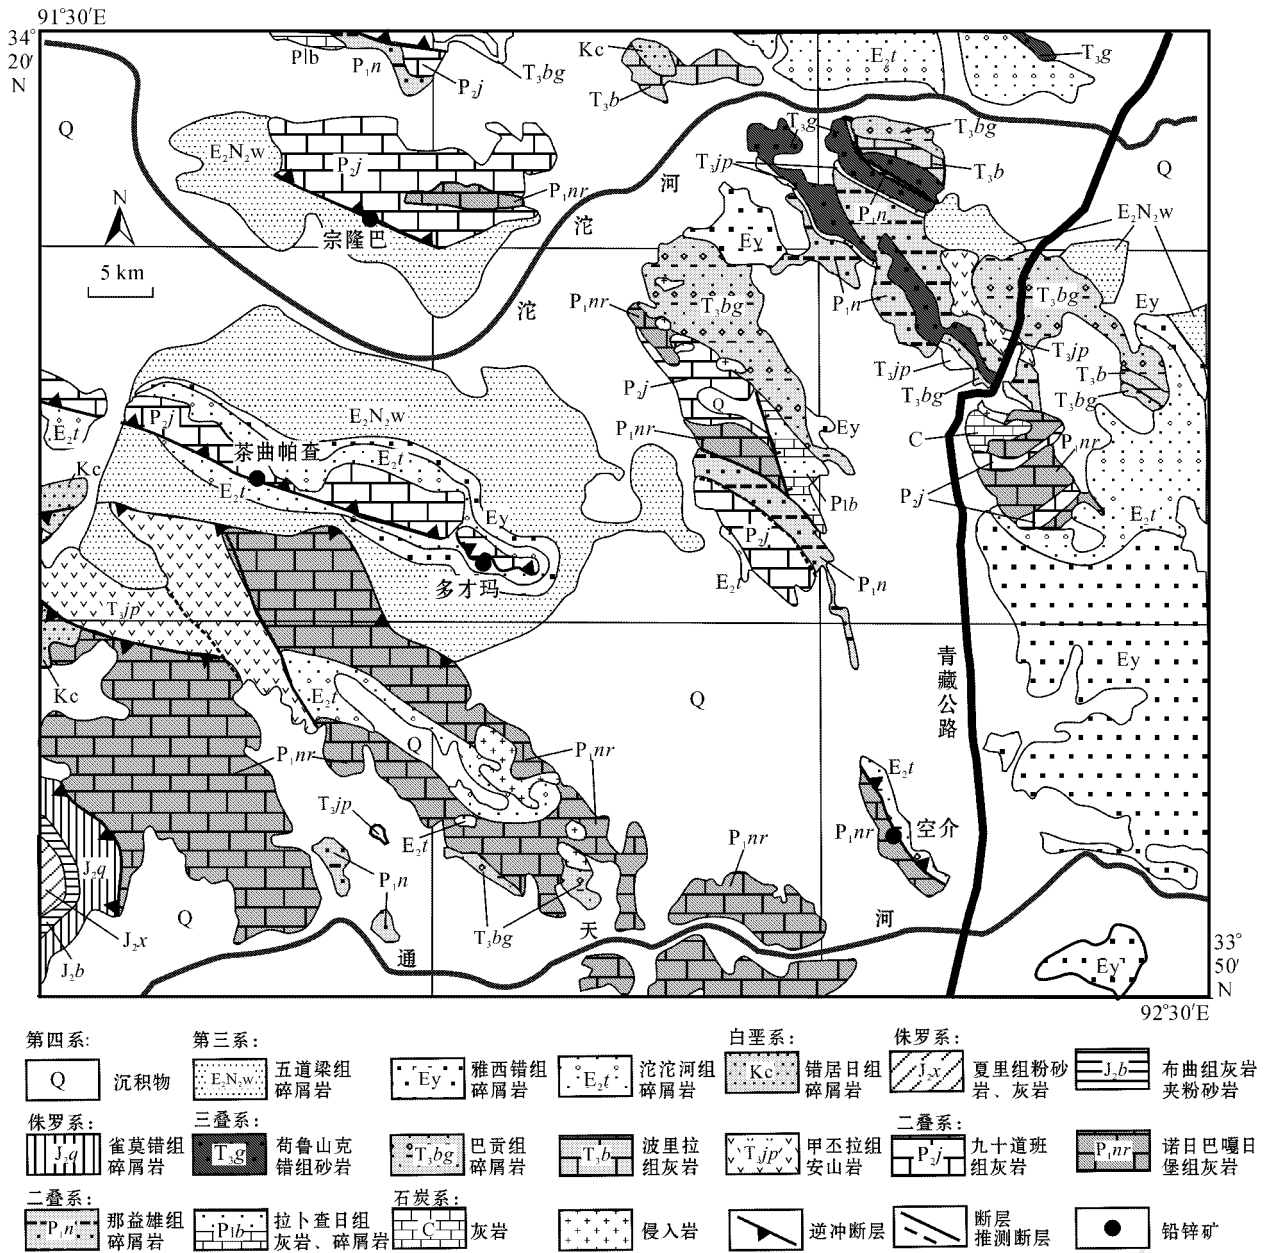 91°30′E
34°
20′
N
Plb
P₁n
P₂j
T₃bg
Kc
T₃b
E₂t
T₃g
Q
E₂N₂w
P₂j
P₁nr
宗隆巴
N
5 km
河
沱
沱
T₃g
T₃jp
T₃bg
T₃b
P₁n
Q
E₂N₂w
Ey
P₁n
T₃bg
Ey
P₁nr
T₃bg
T₃jp
T₃jp
T₃b
T₃bg
T₃bg
P₂j
Q
Ey
P₁nr
C
P₁nr
P₂j
Plb
E₂t
P₂j
E₂t
P₁n
E₂t
Kc
P₂j
E₂N₂w
茶曲帕查
E₂t
E₂t
Ey
多才玛
T₃jp
Kc
E₂t
Q
青藏公路
Ey
Q
P₁nr
P₁nr
T₃jp
E₂t
E₂t
P₁nr
空介
P₁nr
J₂q
P₁n
Q
J₂x
J₂b
T₃bg
通
天
河
Ey
33°
50′
N
92°30′E
第四系:
第三系:
白垩系:
侏罗系:
Q 沉积物
E₂N₂w 五道梁组
碎屑岩
Ey 雅西错组
碎屑岩
E₂t 沱沱河组
碎屑岩
Kc 错居日组
碎屑岩
J₂x 夏里组粉砂
岩、灰岩
J₂b 布曲组灰岩
夹粉砂岩
侏罗系:
三叠系:
二叠系:
J₂q 雀莫错组
碎屑岩
T₃g 苟鲁山克
错组砂岩
T₃bg 巴贡组
碎屑岩
T₃b 波里拉
组灰岩
T₃jp 甲丕拉组
安山岩
P₂j 九十道班
组灰岩
P₁nr 诺日巴嘎日
堡组灰岩
二叠系:
石炭系:
P₁n 那益雄组
碎屑岩
Plb 拉卜查日组
灰岩、碎屑岩
C 灰岩
侵入岩
逆冲断层
断层
推测断层
铅锌矿